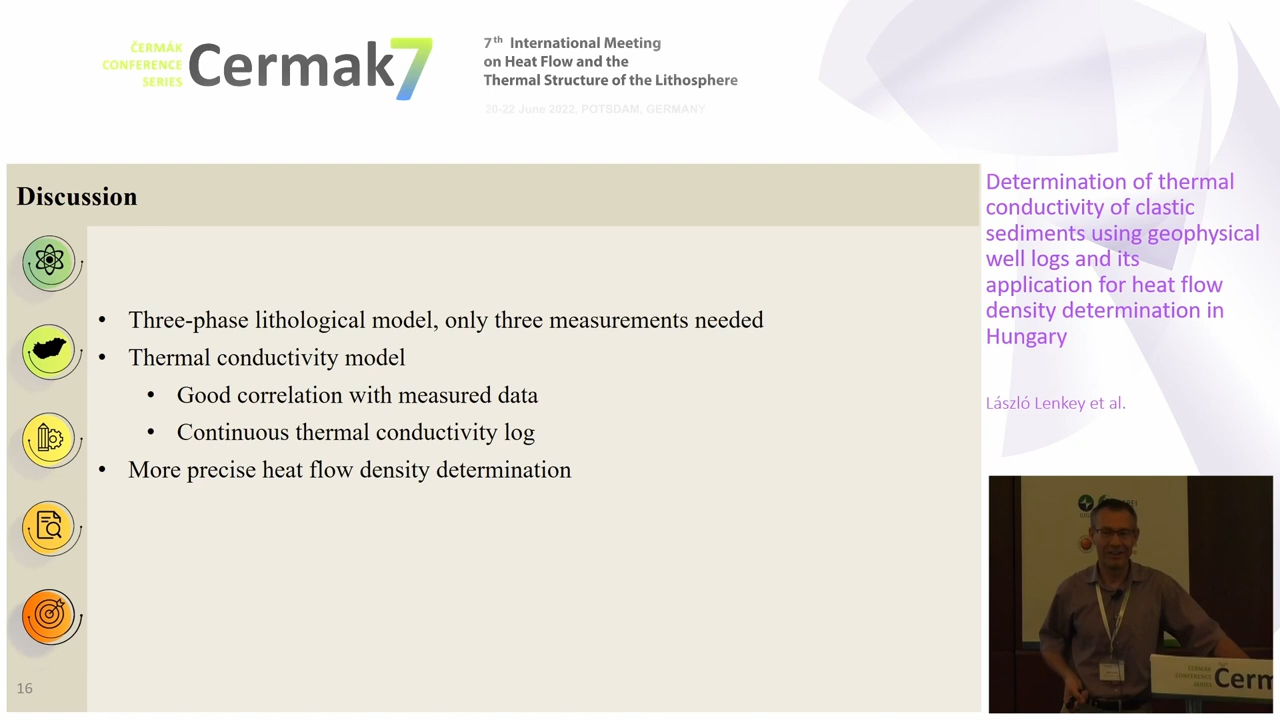 ČERMÁK
CONFERENCE
SERIES
Cermak7
7th International Meeting
on Heat Flow and the
Thermal Structure of the Lithosphere
20-22 June 2022, POTSDAM, GERMANY
Discussion
• Three-phase lithological model, only three measurements needed
• Thermal conductivity model
• Good correlation with measured data
• Continuous thermal conductivity log
• More precise heat flow density determination
16
Determination of thermal
conductivity of clastic
sediments using geophysical
well logs and its
application for heat flow
density determination in
Hungary
László Lenkey et al.
ČERMÁK
CONFERENCE
SERIES
Čerm